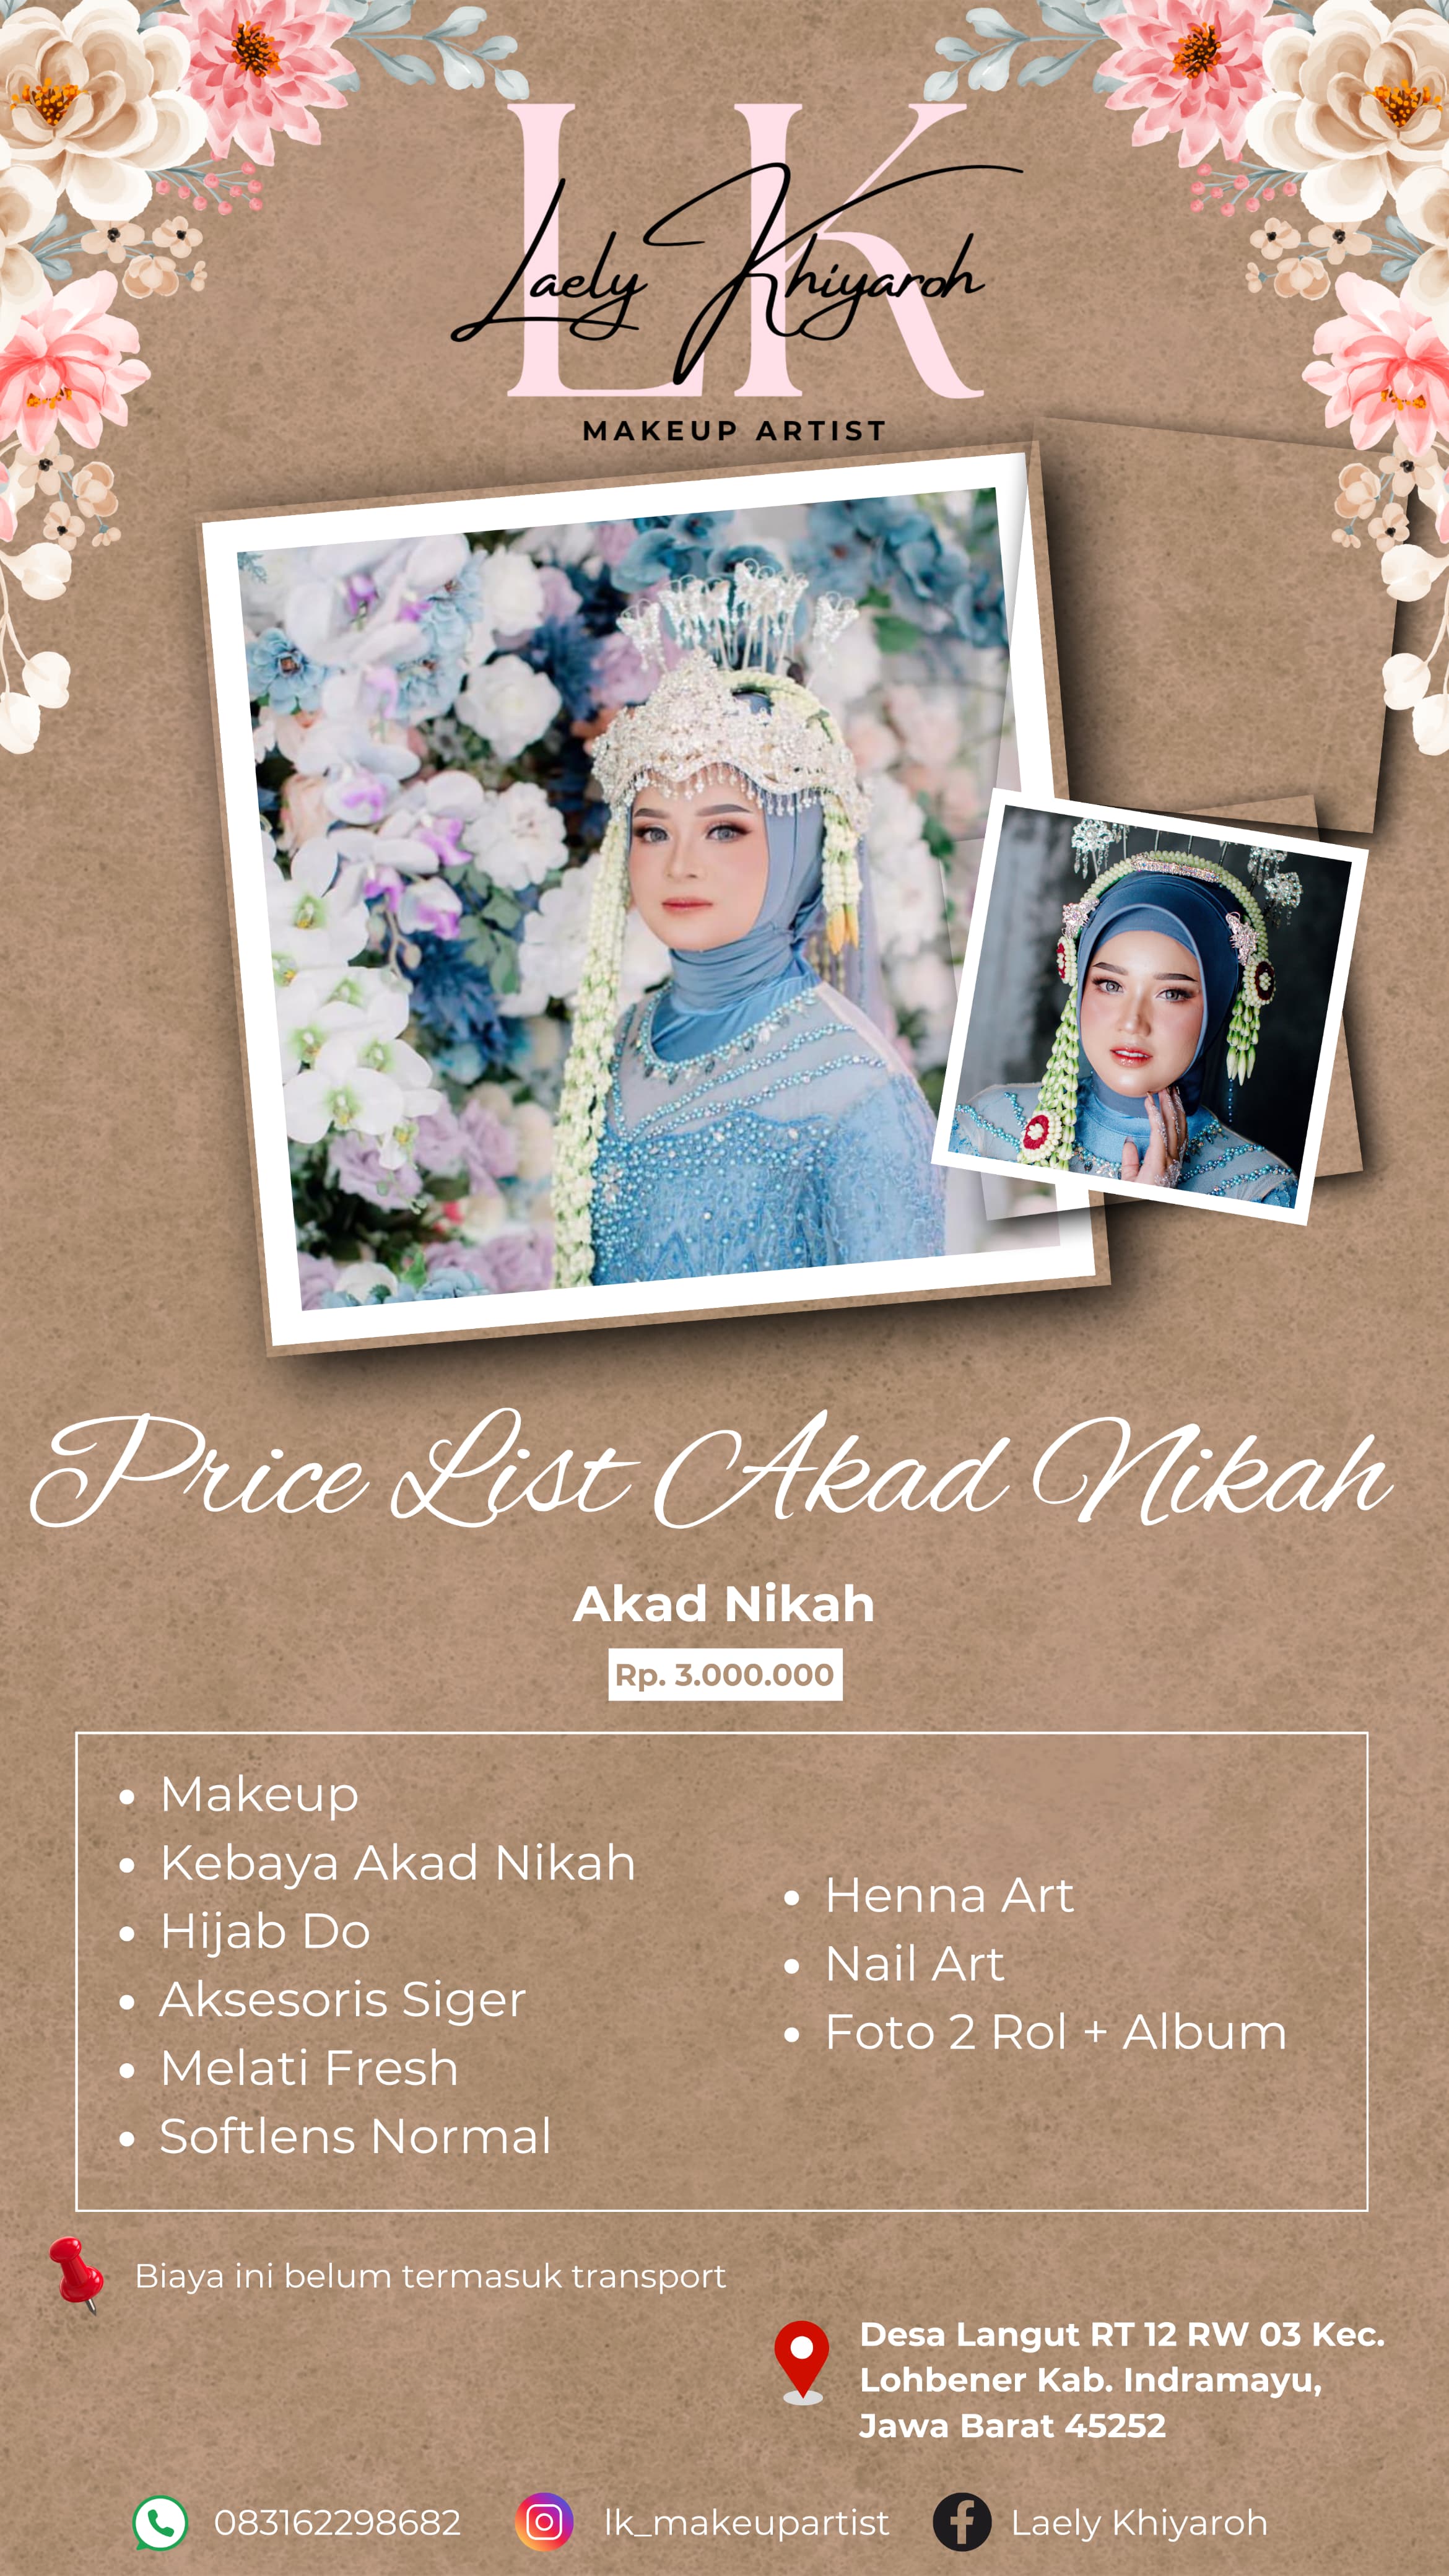 LK
Laely Khiyaroh
MAKEUP ARTIST
Price List Akad Nikah
Akad Nikah
Rp. 3.000.000
• Makeup
• Kebaya Akad Nikah
• Hijab Do
• Aksesoris Siger
• Melati Fresh
• Softlens Normal
• Henna Art
• Nail Art
• Foto 2 Rol + Album
Biaya ini belum termasuk transport
Desa Langut RT 12 RW 03 Kec.
Lohbener Kab. Indramayu,
Jawa Barat 45252
083162298682
lk_makeupartist
Laely Khiyaroh